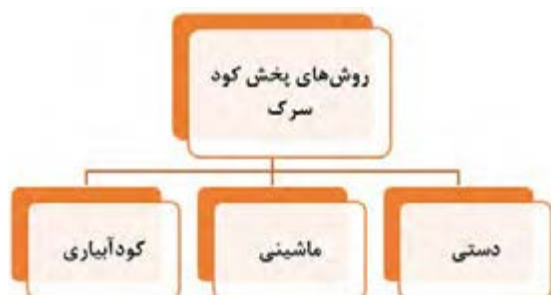 روش‌های پخش کود
سرک
دستی
ماشینی
کودآبیاری